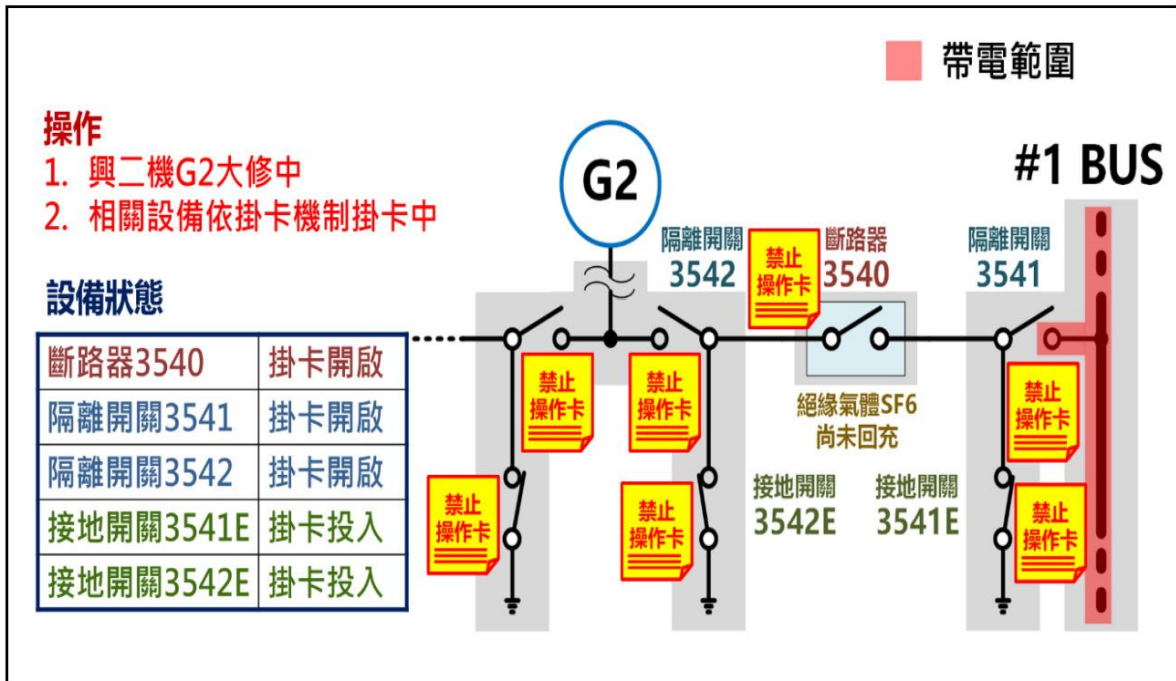 帶電範圍
操作
1. 興二機G2大修中
2. 相關設備依掛卡機制掛卡中
設備狀態
斷路器3540 掛卡開啟
隔離開關3541 掛卡開啟
隔離開關3542 掛卡開啟
接地開關3541E 掛卡投入
接地開關3542E 掛卡投入
G2
#1 BUS
隔離開關
3542
禁止
操作卡
斷路器
3540
隔離開關
3541
禁止
操作卡
禁止
操作卡
絕緣氣體SF6
尚未回充
禁止
操作卡
禁止
操作卡
禁止
操作卡
接地開關
3542E
接地開關
3541E
禁止
操作卡